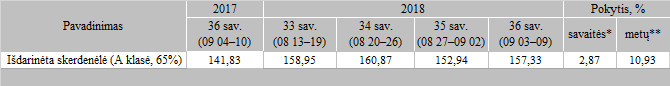 Pavadinimas 2017 2018 Pokytis, %
36 sav. (09 04–10) 33 sav. (08 13–19) 34 sav. (08 20–26) 35 sav. (08 27–09 02) 36 sav. (09 03–09) savaitės* metų**
Išdarinėta skerdenėlė (A klasė, 65%) 141,83 158,95 160,87 152,94 157,33 2,87 10,93